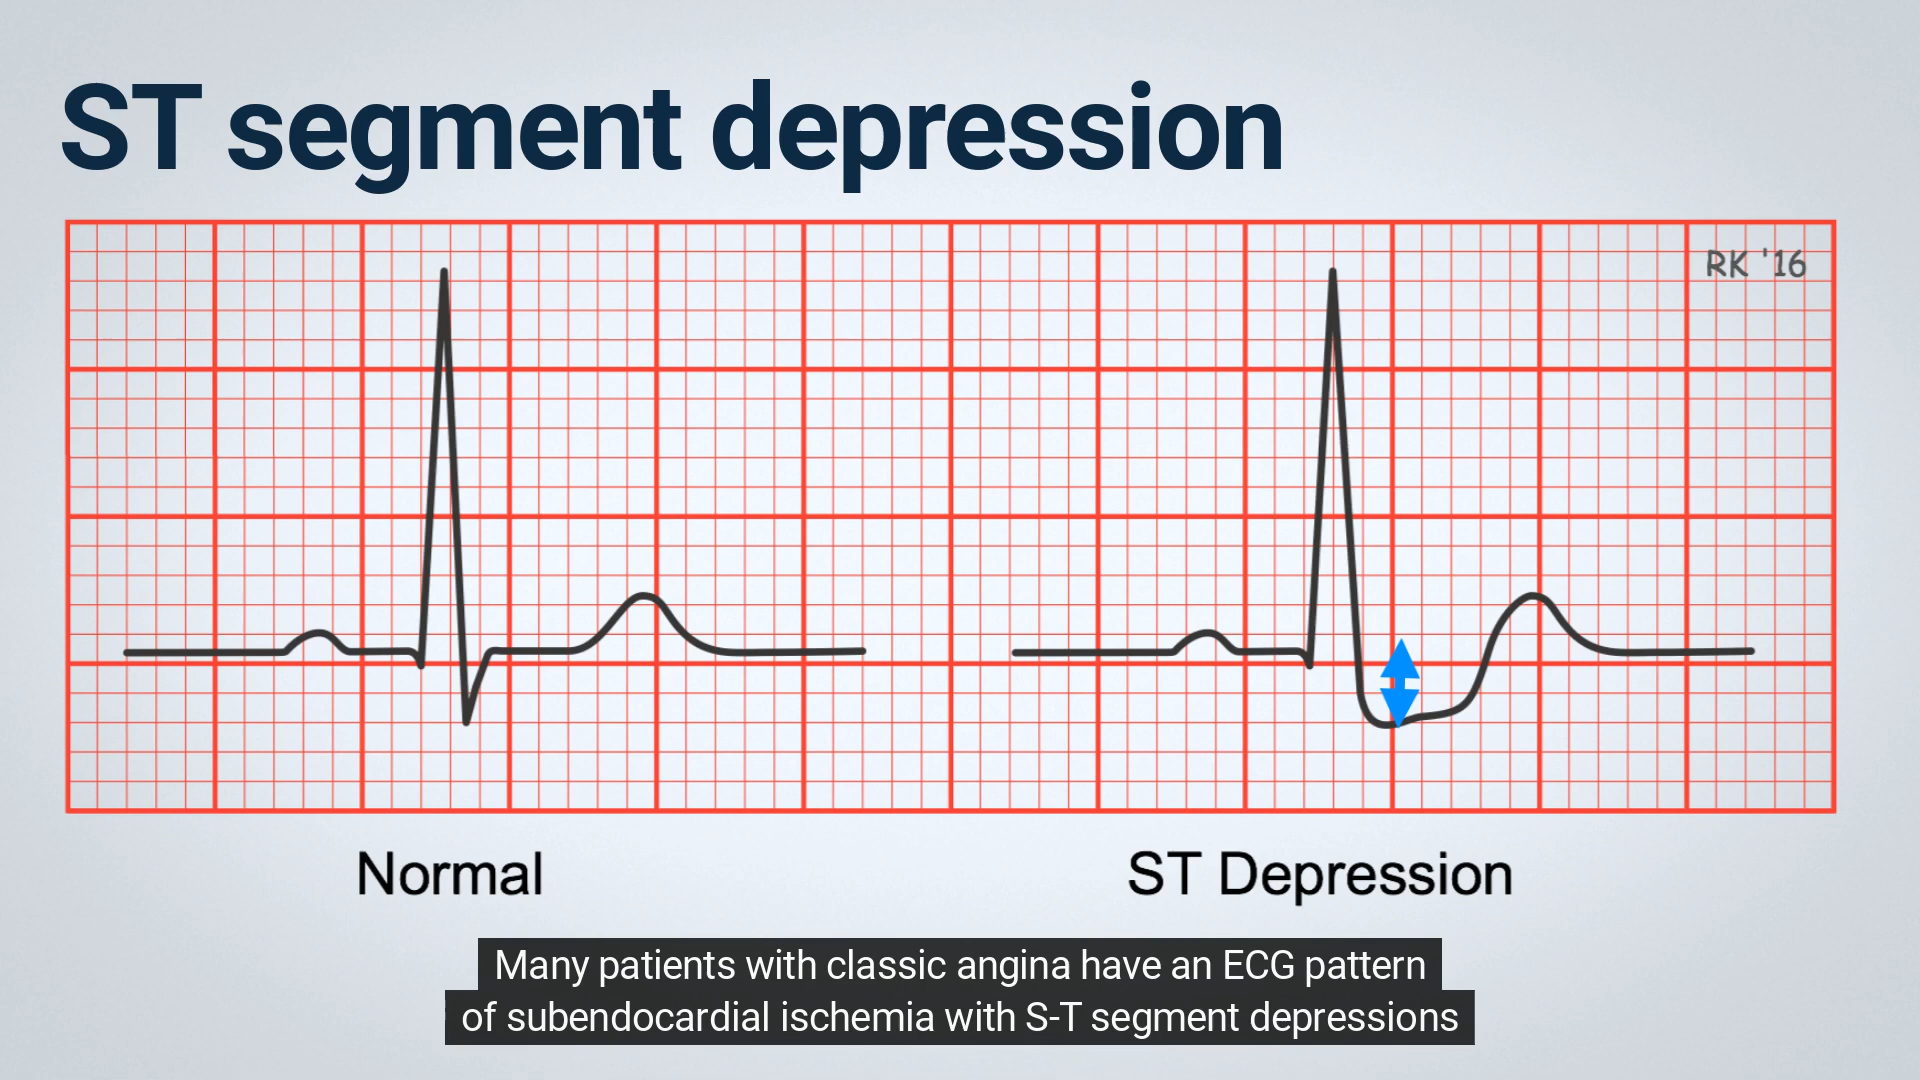 ST segment depression
RK '16
Normal
ST Depression
Many patients with classic angina have an ECG pattern
of subendocardial ischemia with S-T segment depressions